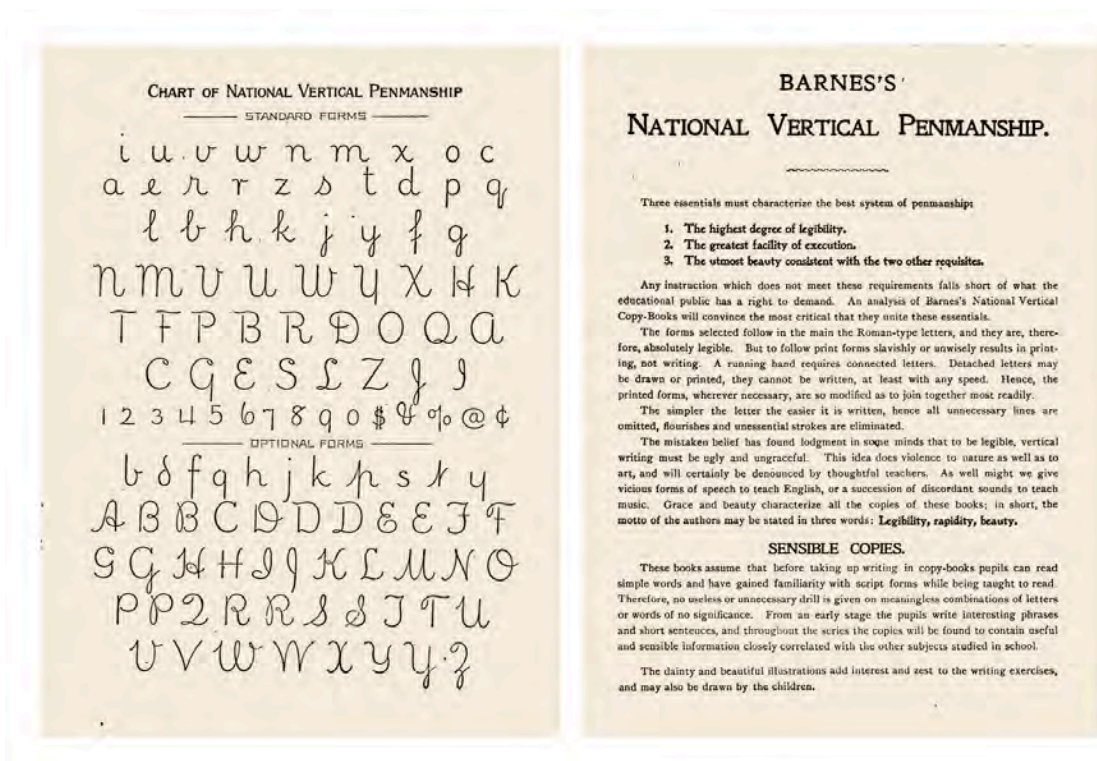 CHART OF NATIONAL VERTICAL PENMANSHIP
STANDARD FORMS
i u v w n m x o c
a e r r z s t d p q
l b h k j y f g
N M V U W Y X H K
T F P B R D O Q A
C G E S L Z J I
1 2 3 4 5 6 7 8 9 0 $ & % @ ¢
OPTIONAL FORMS
b d f q h j k p s t y
A B B C D D D E E F F
G G H H I J K L M N O
P P Q R R S S T T U
U V W W X Y Y Z
BARNES'S
NATIONAL VERTICAL PENMANSHIP.
Three essentials must characterize the best system of penmanship:
1. The highest degree of legibility.
2. The greatest facility of execution.
3. The utmost beauty consistent with the two other requisites.
Any instruction which does not meet these requirements falls short of what the
educational public has a right to demand. An analysis of Barnes's National Vertical
Copy-Books will convince the most critical that they unite these essentials.
The forms selected follow in the main the Roman-type letters, and they are, there-
fore, absolutely legible. But to follow print forms slavishly or unwisely results in print-
ing, not writing. A running hand requires connected letters. Detached letters may
be drawn or printed, they cannot be written, at least with any speed. Hence, the
printed forms, wherever necessary, are so modified as to join together most readily.
The simpler the letter the easier it is written, hence all unnecessary lines are
omitted, flourishes and unessential strokes are eliminated.
The mistaken belief has found lodgment in some minds that to be legible, vertical
writing must be ugly and ungraceful. This idea does violence to nature as well as to
art, and will certainly be denounced by thoughtful teachers. As well might we give
vicious forms of speech to teach English, or a succession of discordant sounds to teach
music. Grace and beauty characterize all the copies of these books; in short, the
motto of the authors may be stated in three words: Legibility, rapidity, beauty.
SENSIBLE COPIES.
These books assume that before taking up writing in copy-books pupils can read
simple words and have gained familiarity with script forms while being taught to read.
Therefore, no useless or unnecessary drill is given on meaningless combinations of letters
or words of no significance. From an early stage the pupils write interesting phrases
and short sentences, and throughout the series the copies will be found to contain useful
and sensible information closely correlated with the other subjects studied in school.
The dainty and beautiful illustrations add interest and zest to the writing exercises,
and may also be drawn by the children.